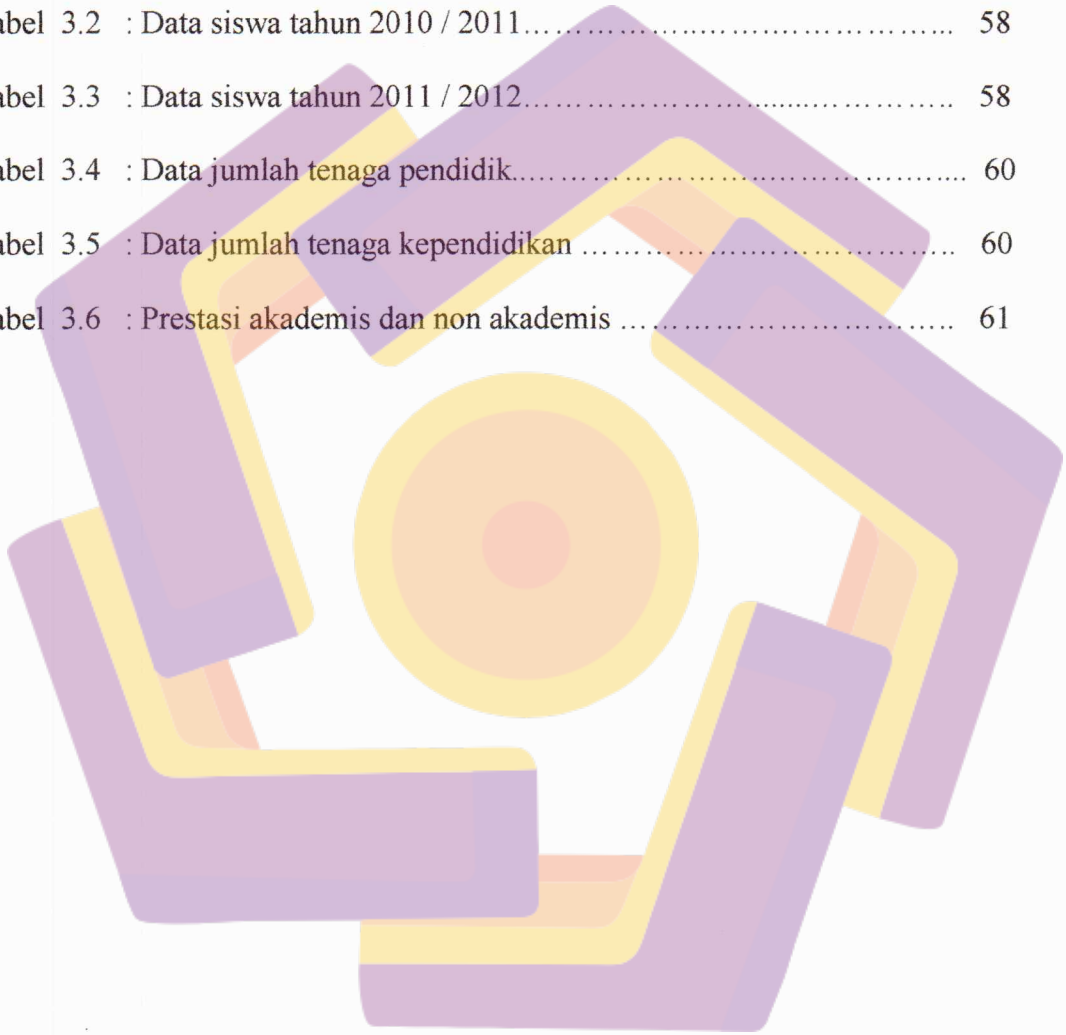 abel 3.2 : Data siswa tahun 2010 / 2011.......................................... 58
abel 3.3 : Data siswa tahun 2011 / 2012.......................................... 58
abel 3.4 : Data jumlah tenaga pendidik.......................................... 60
abel 3.5 : Data jumlah tenaga kependidikan .................................. 60
abel 3.6 : Prestasi akademis dan non akademis .............................. 61